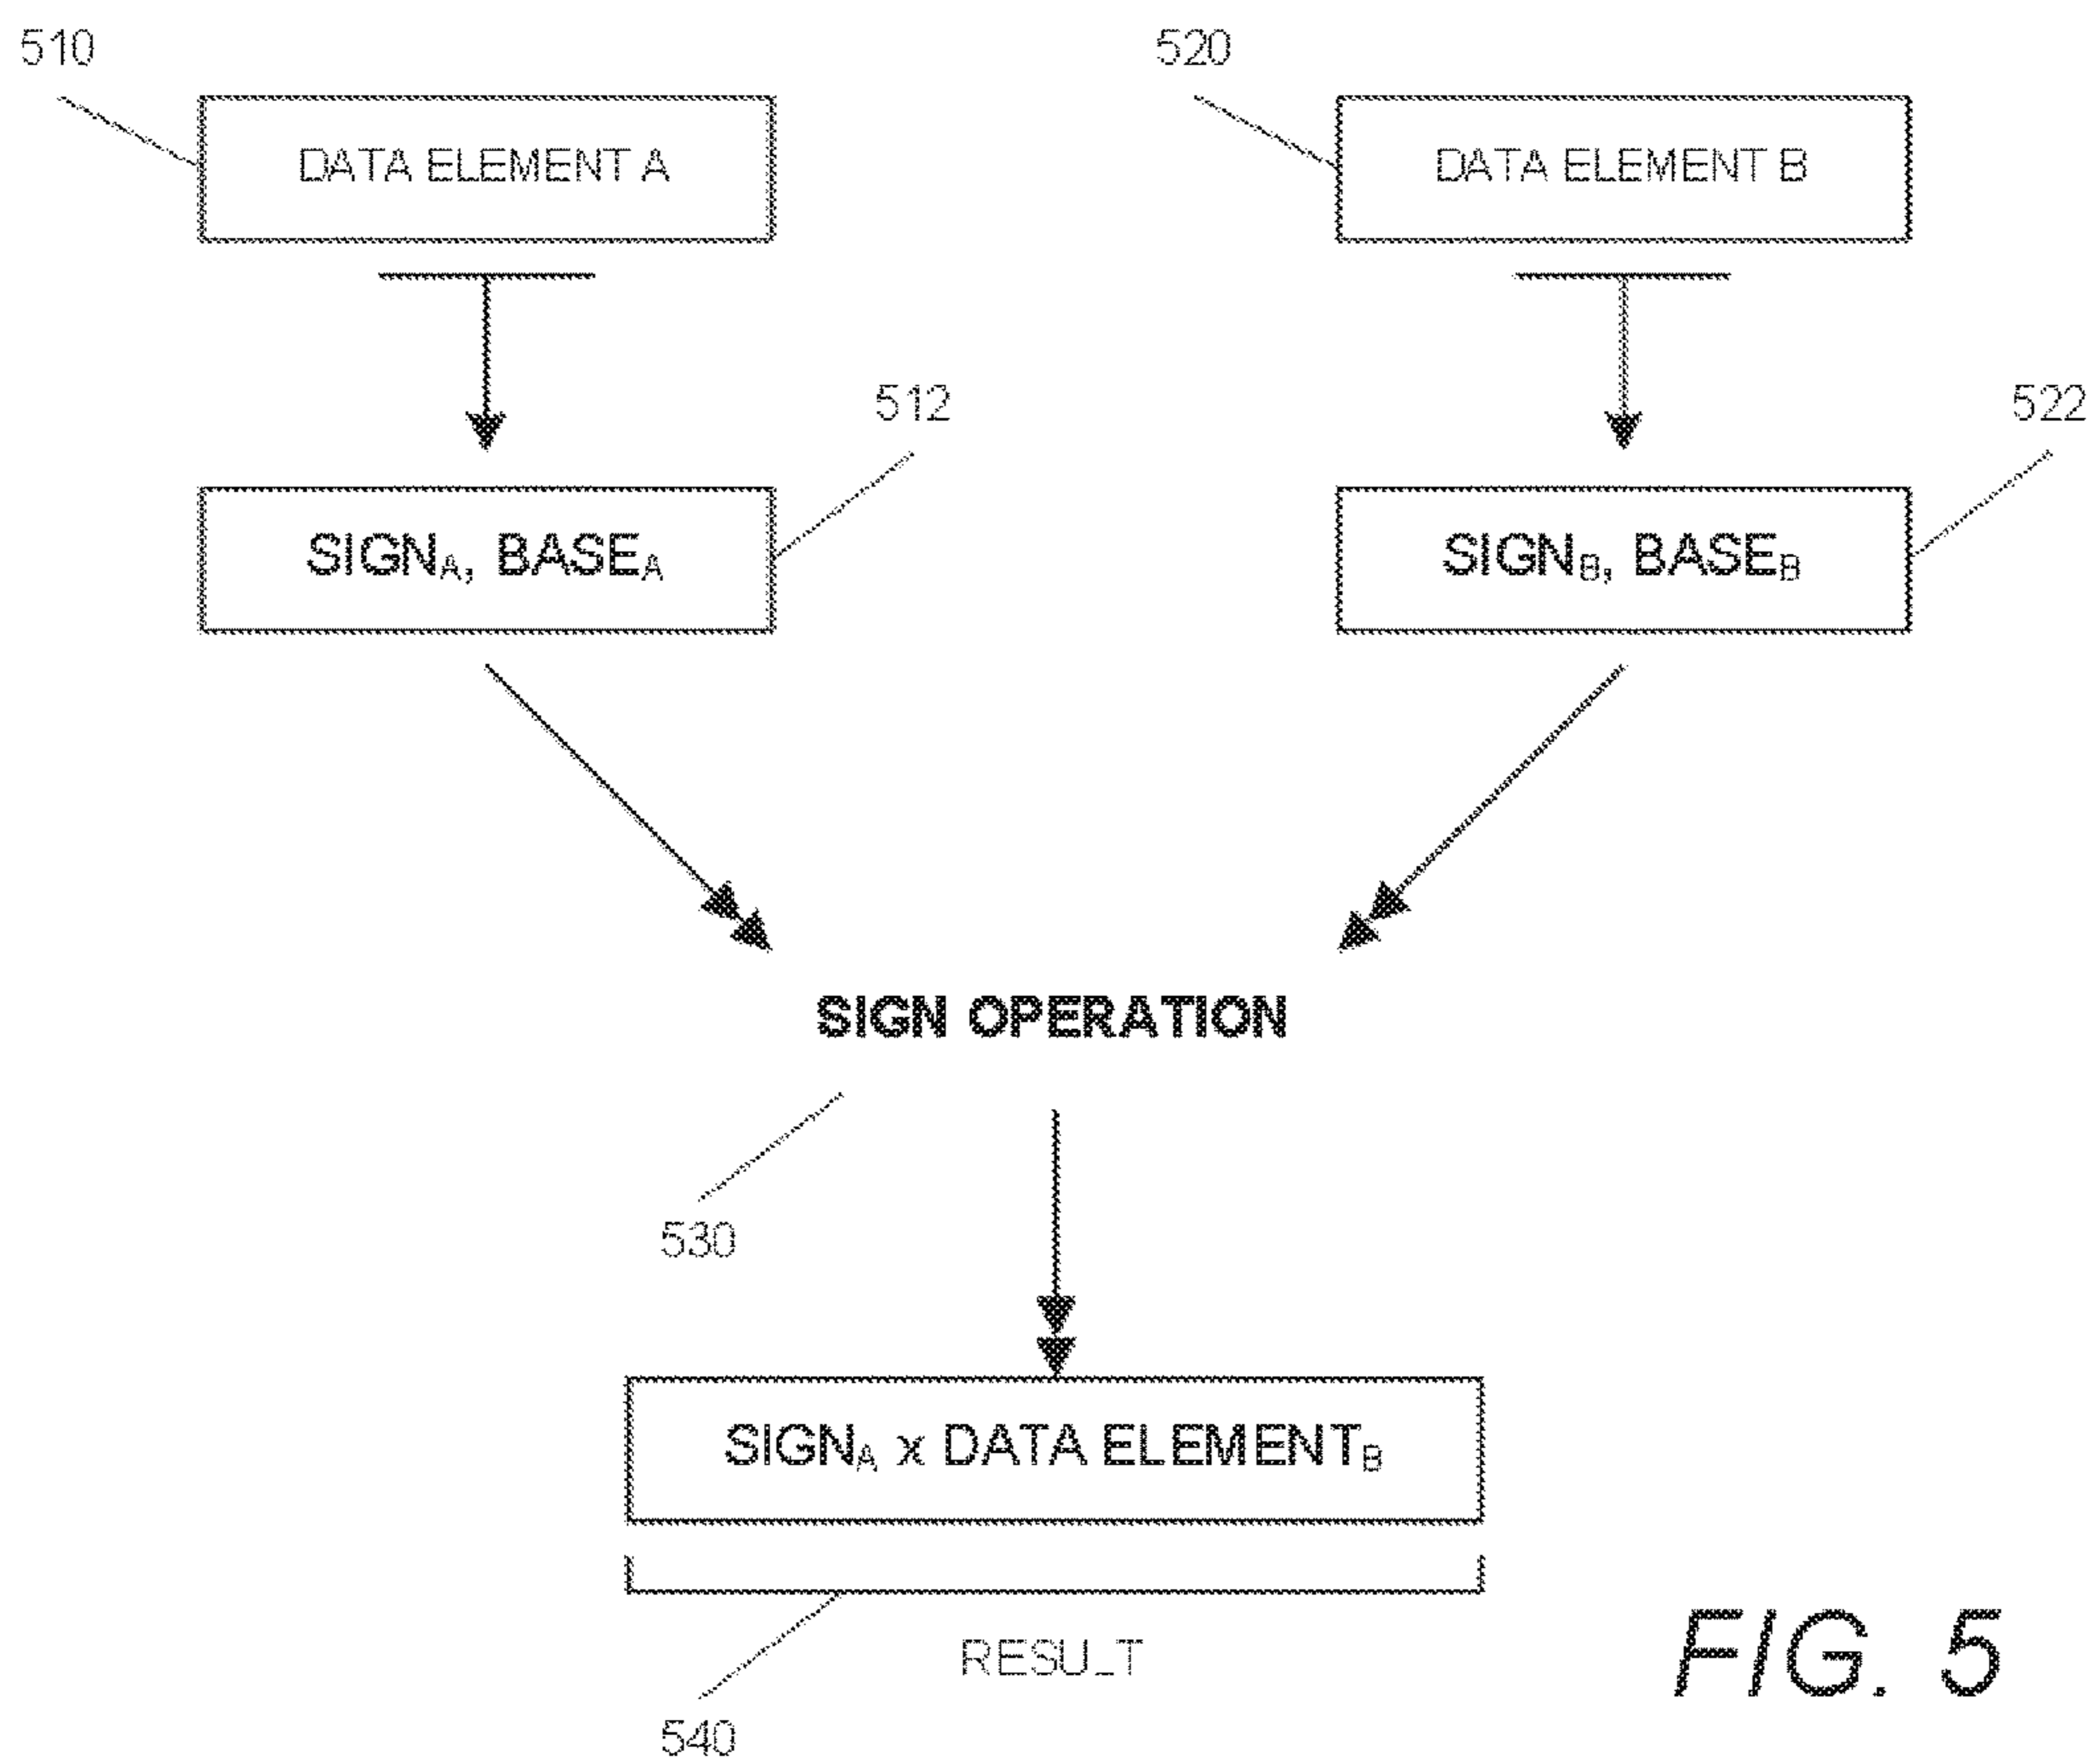 510
520
DATA ELEMENT A
DATA ELEMENT B
512
522
SIGNA, BASEA
SIGNB, BASEB
SIGN OPERATION
530
SIGNA x DATA ELEMENTB
RESULT
540
FIG. 5